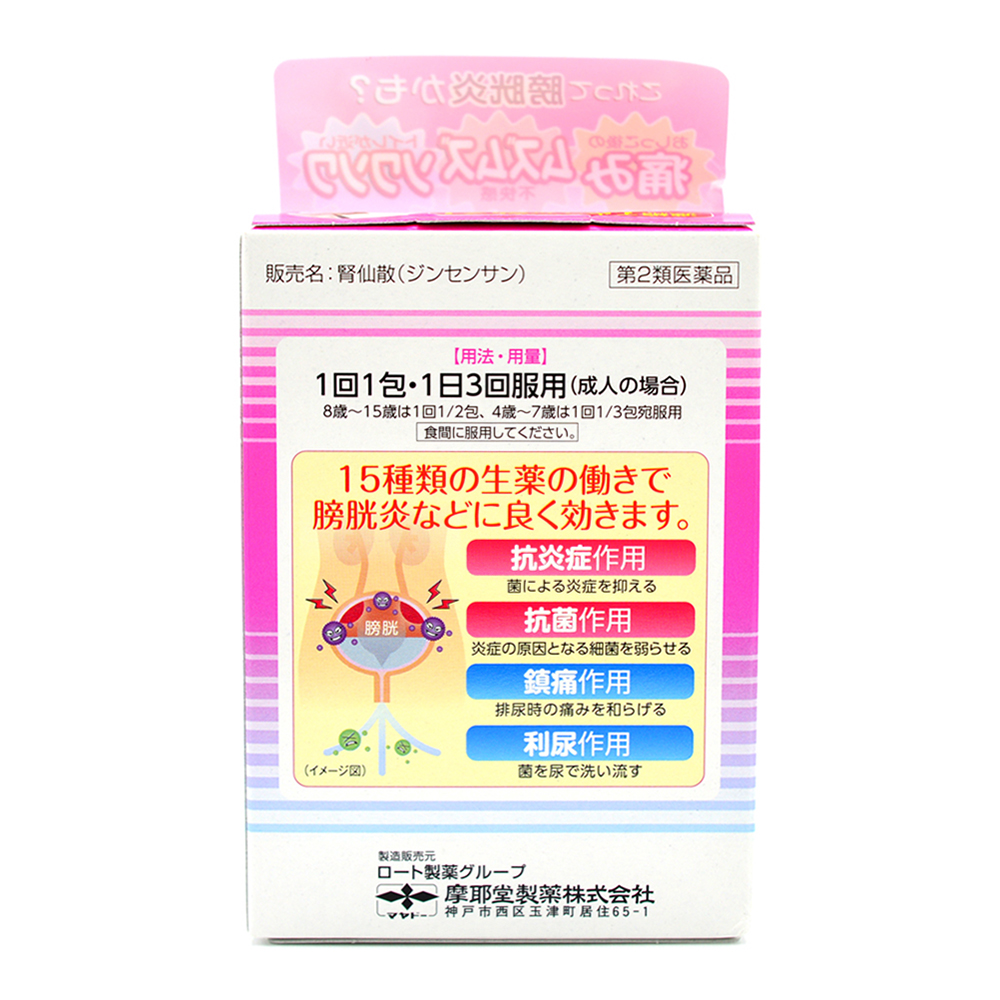 これって膀胱炎かも?
おしっこ後の
痛み
ムズムズ
不快感
トイレが近い
ソワソワ
販売名:腎仙散(ジンセンサン)
第2類医薬品
【用法・用量】
1回1包・1日3回服用(成人の場合)
8歳〜15歳は1回1/2包、4歳〜7歳は1回1/3包宛服用
食間に服用してください。
15種類の生薬の働きで
膀胱炎などに良く効きます。
抗炎症作用
菌による炎症を抑える
抗菌作用
炎症の原因となる細菌を弱らせる
鎮痛作用
排尿時の痛みを和らげる
利尿作用
菌を尿で洗い流す
膀胱
(イメージ図)
製造販売元
ロート製薬グループ
マヤドー
摩耶堂製薬株式会社
神戸市西区玉津町居住65-1